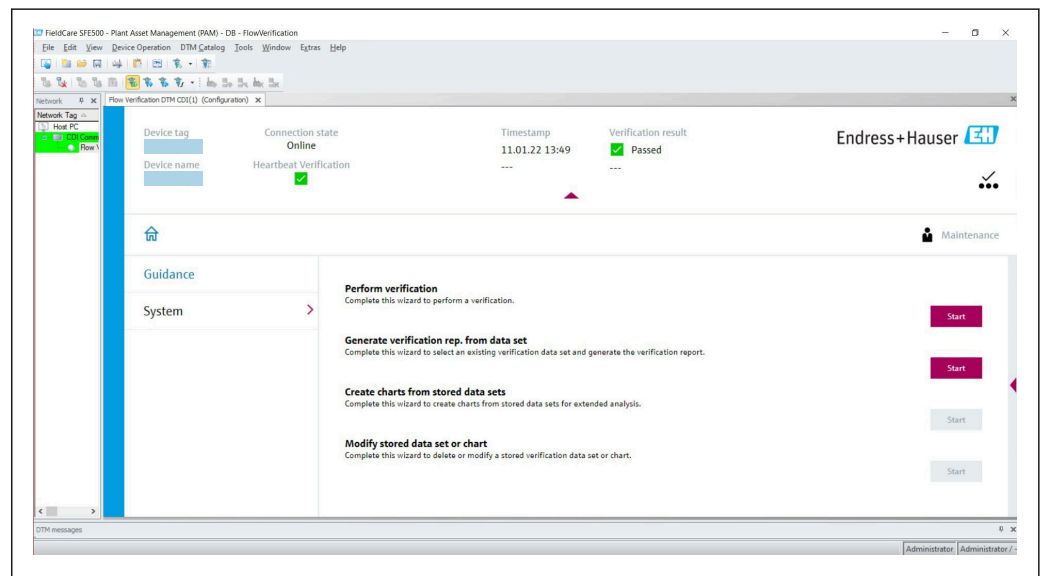 FieldCare SFE500 - Plant Asset Management (PAM) - DB - FlowVerification
File Edit View Device Operation DTM Catalog Tools Window Extras Help
Network
Flow Verification DTM CDI(1) (Configuration)
Network Tag
Host PC
CDI Comm
Flow V
Device tag
Connection state
Online
Timestamp
11.01.22 13:49
Verification result
Passed
Endress+Hauser
EH
Device name
Heartbeat Verification
---
---
Maintenance
Guidance
System
Perform verification
Complete this wizard to perform a verification.
Start
Generate verification rep. from data set
Complete this wizard to select an existing verification data set and generate the verification report.
Start
Create charts from stored data sets
Complete this wizard to create charts from stored data sets for extended analysis.
Start
Modify stored data set or chart
Complete this wizard to delete or modify a stored verification data set or chart.
Start
DTM messages
Administrator Administrator / -